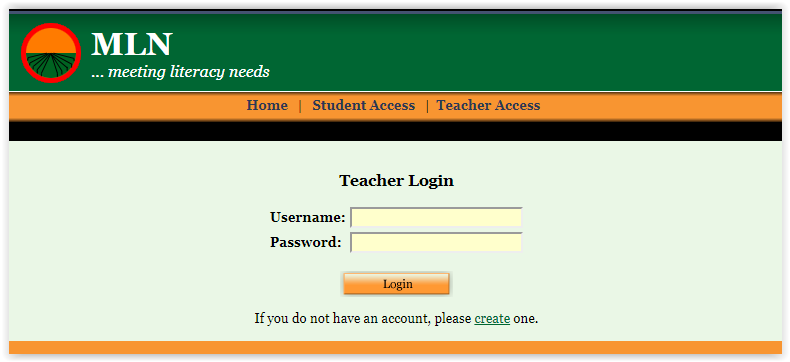 MLN
... meeting literacy needs
Home | Student Access | Teacher Access
Teacher Login
Username:
Password:
Login
If you do not have an account, please create one.